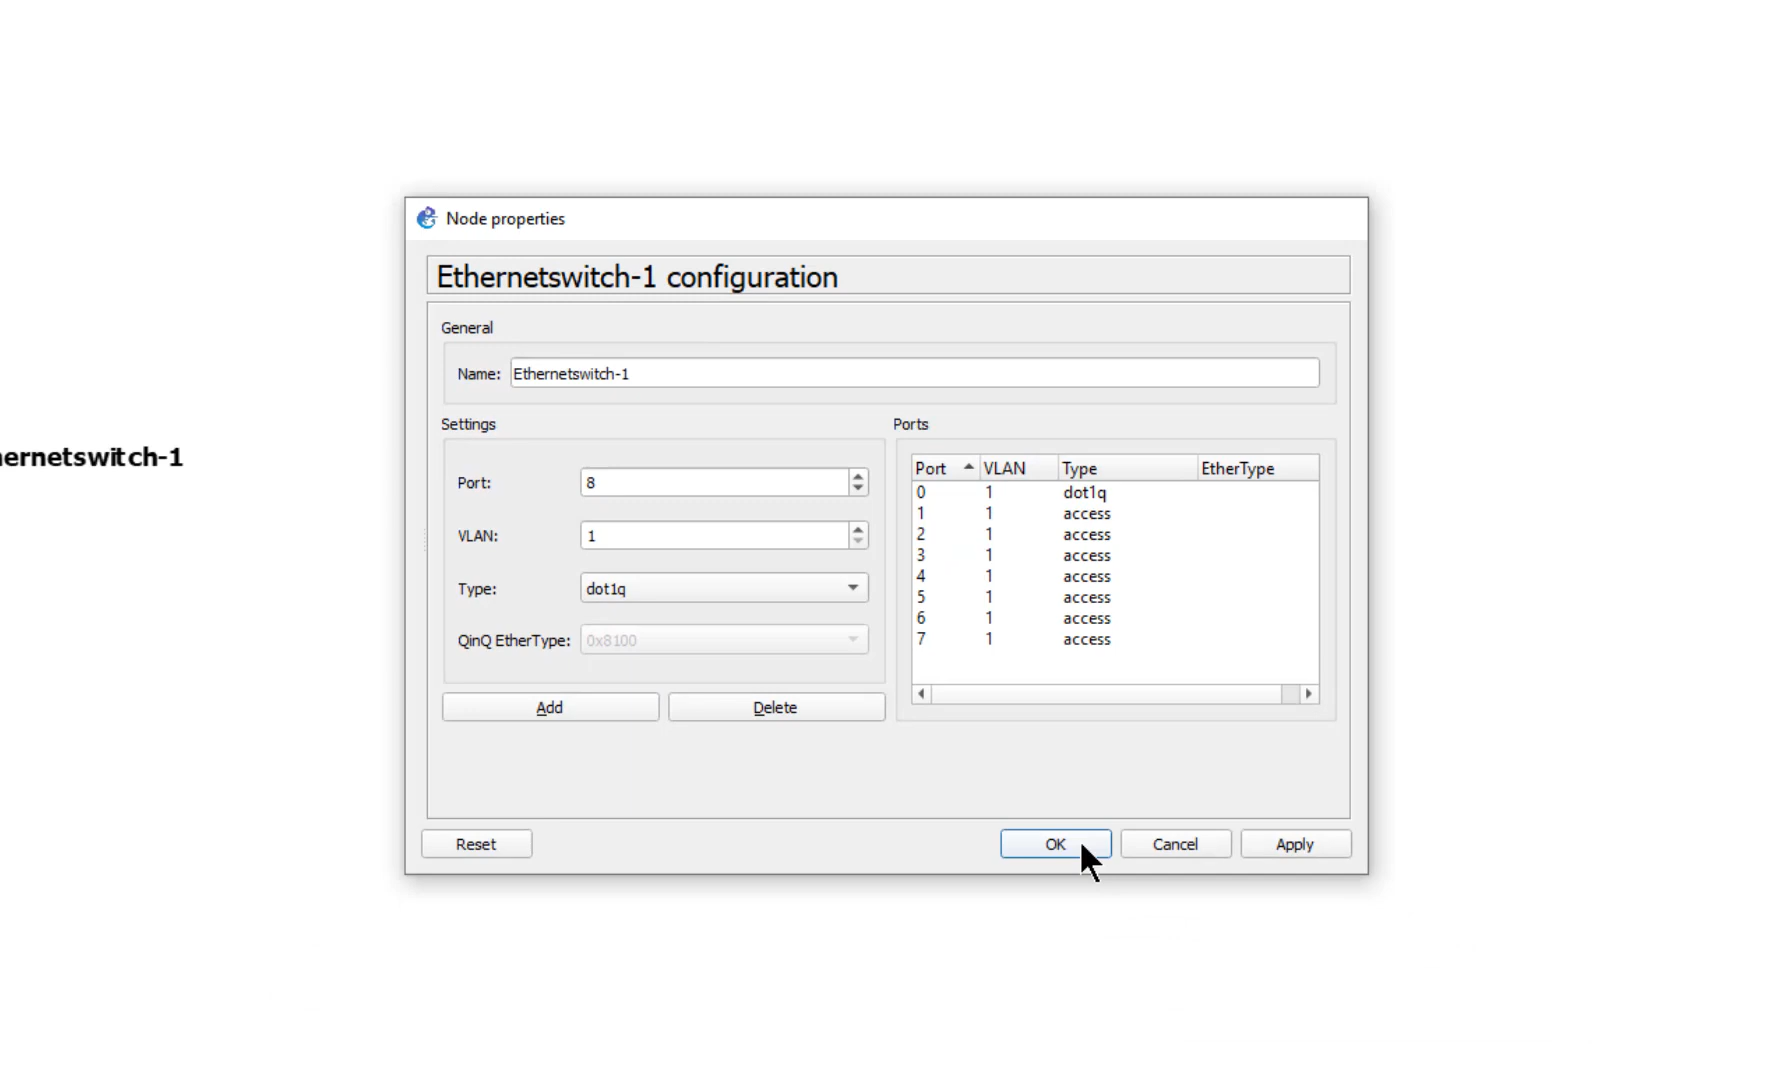 Node properties
Ethernetswitch-1 configuration
General
Name: Ethernetswitch-1
Settings
Ports
hernetswitch-1
Port: 8
VLAN: 1
Type: dot1q
QinQ EtherType: 0x8100
Add Delete
Port VLAN Type EtherType
0 1 dot1q
1 1 access
2 1 access
3 1 access
4 1 access
5 1 access
6 1 access
7 1 access
Reset OK Cancel Apply